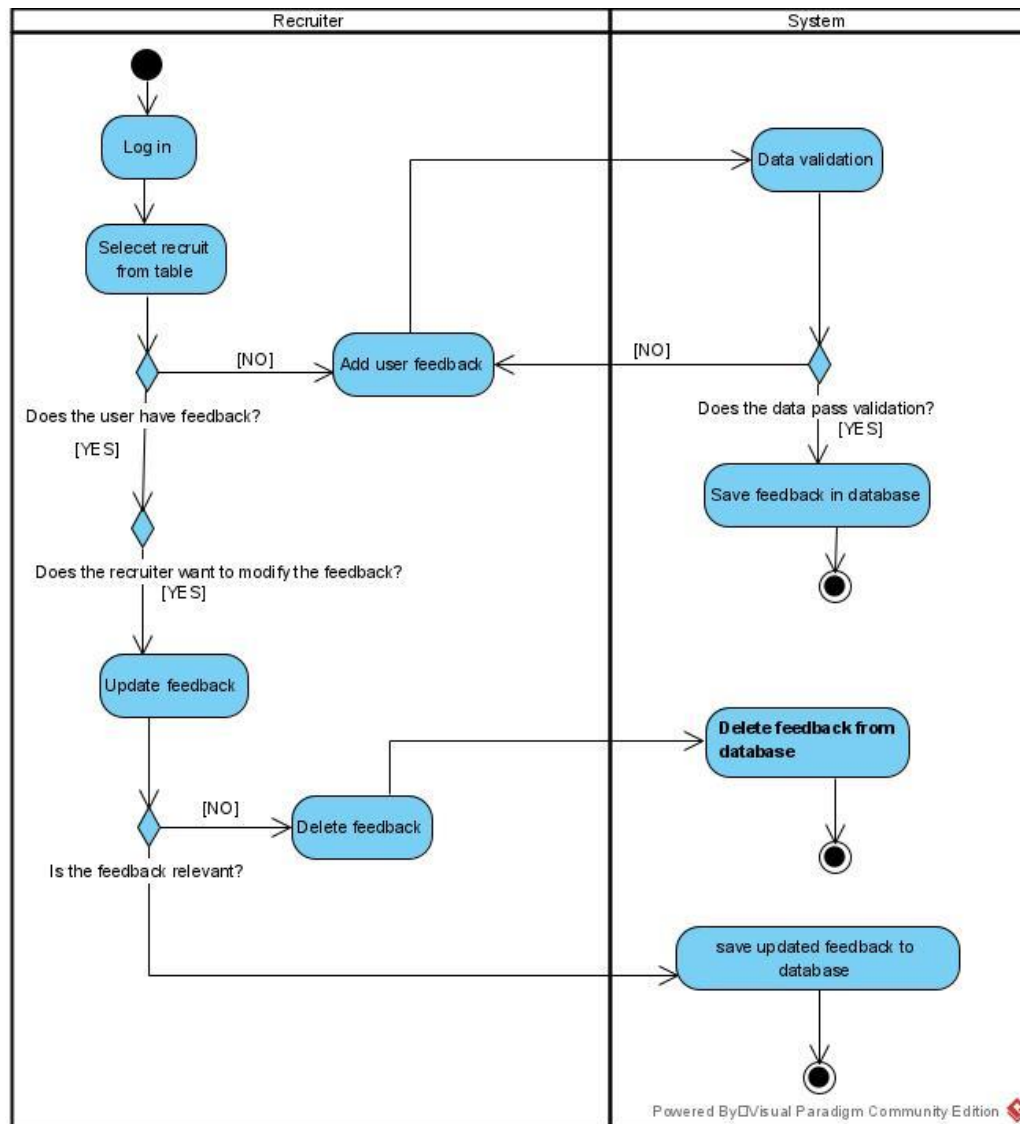 Recruiter
System
Log in
Data validation
Selecet recruit
from table
[NO]
Add user feedback
[NO]
Does the user have feedback?
[YES]
Does the data pass validation?
[YES]
Save feedback in database
Does the recruiter want to modify the feedback?
[YES]
Update feedback
Delete feedback from
database
[NO]
Delete feedback
Is the feedback relevant?
save updated feedback to
database
Powered By□Visual Paradigm Community Edition